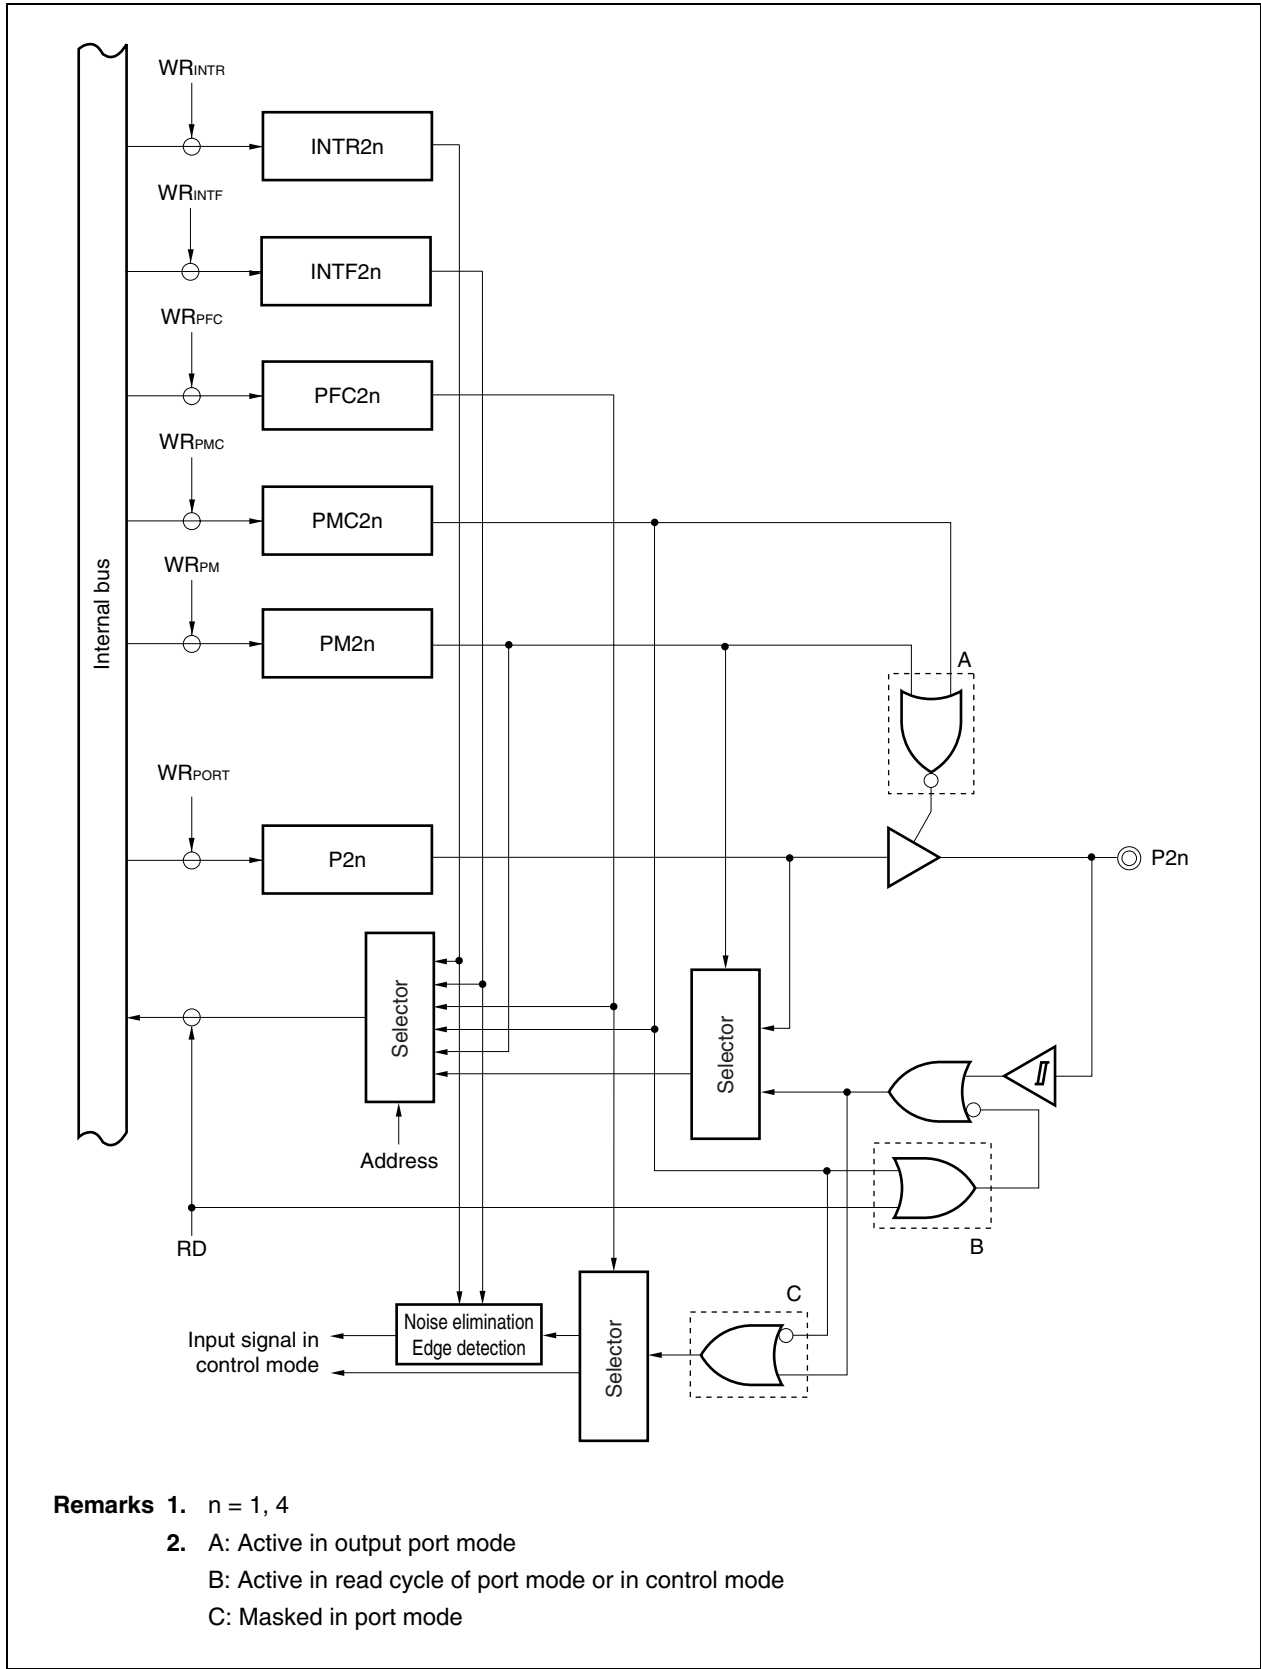 WRINTR
INTR2n
WRINTF
INTF2n
WRPFC
PFC2n
WRPMC
PMC2n
WRPM
PM2n
Internal bus
A
WRPORT
P2n
P2n
Selector
Selector
Address
RD
B
C
Noise elimination
Edge detection
Input signal in
control mode
Selector
Remarks 1. n = 1, 4
2. A: Active in output port mode
B: Active in read cycle of port mode or in control mode
C: Masked in port mode